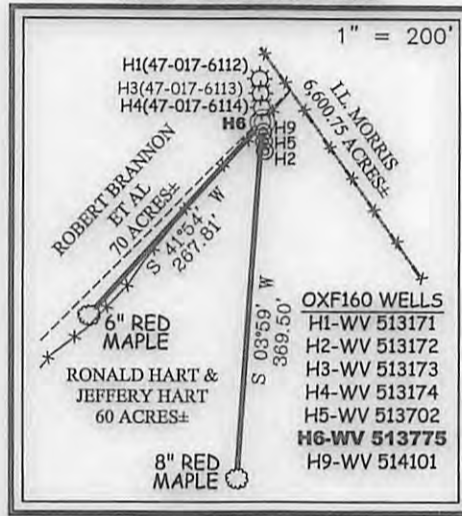 1" = 200'
H1(47-017-6112)
H3(47-017-6113)
H4(47-017-6114)
H6
H9
H5
H2
I.L. MORRIS
6,600.75 ACRES±
ROBERT BRANNON
ET AL
70 ACRES±
S 41°54' W
267.81'
S 03°59' W
369.50'
6" RED
MAPLE
RONALD HART &
JEFFERY HART
60 ACRES±
8" RED
MAPLE
OXF160 WELLS
H1-WV 513171
H2-WV 513172
H3-WV 513173
H4-WV 513174
H5-WV 513702
H6-WV 513775
H9-WV 514101